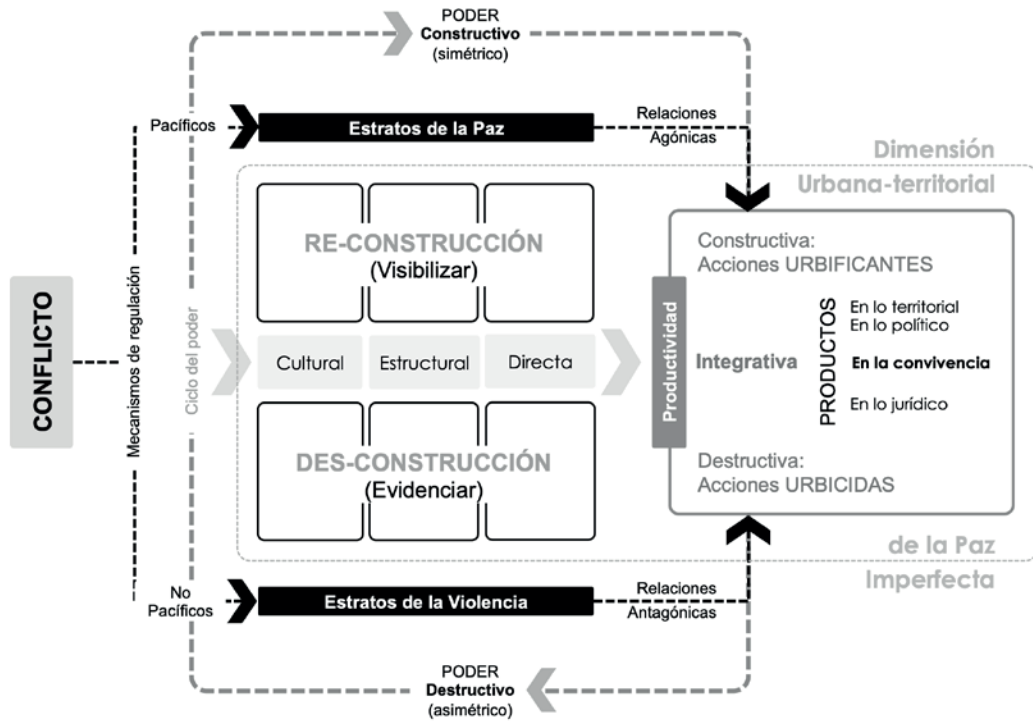 PODER
Constructivo
(simétrico)
Pacíficos
Estratos de la Paz
Relaciones
Agónicas
Dimensión
Urbana-territorial
RE-CONSTRUCCIÓN
(Visibilizar)
Constructiva:
Acciones URBIFICANTES
CONFLICTO
Mecanismos de regulación
Ciclo del poder
Cultural
Estructural
Directa
Productividad
Integrativa
PRODUCTOS
En lo territorial
En lo político
En la convivencia
En lo jurídico
DES-CONSTRUCCIÓN
(Evidenciar)
Destructiva:
Acciones URBICIDAS
de la Paz
Imperfecta
No
Pacíficos
Estratos de la Violencia
Relaciones
Antagónicas
PODER
Destructivo
(asimétrico)